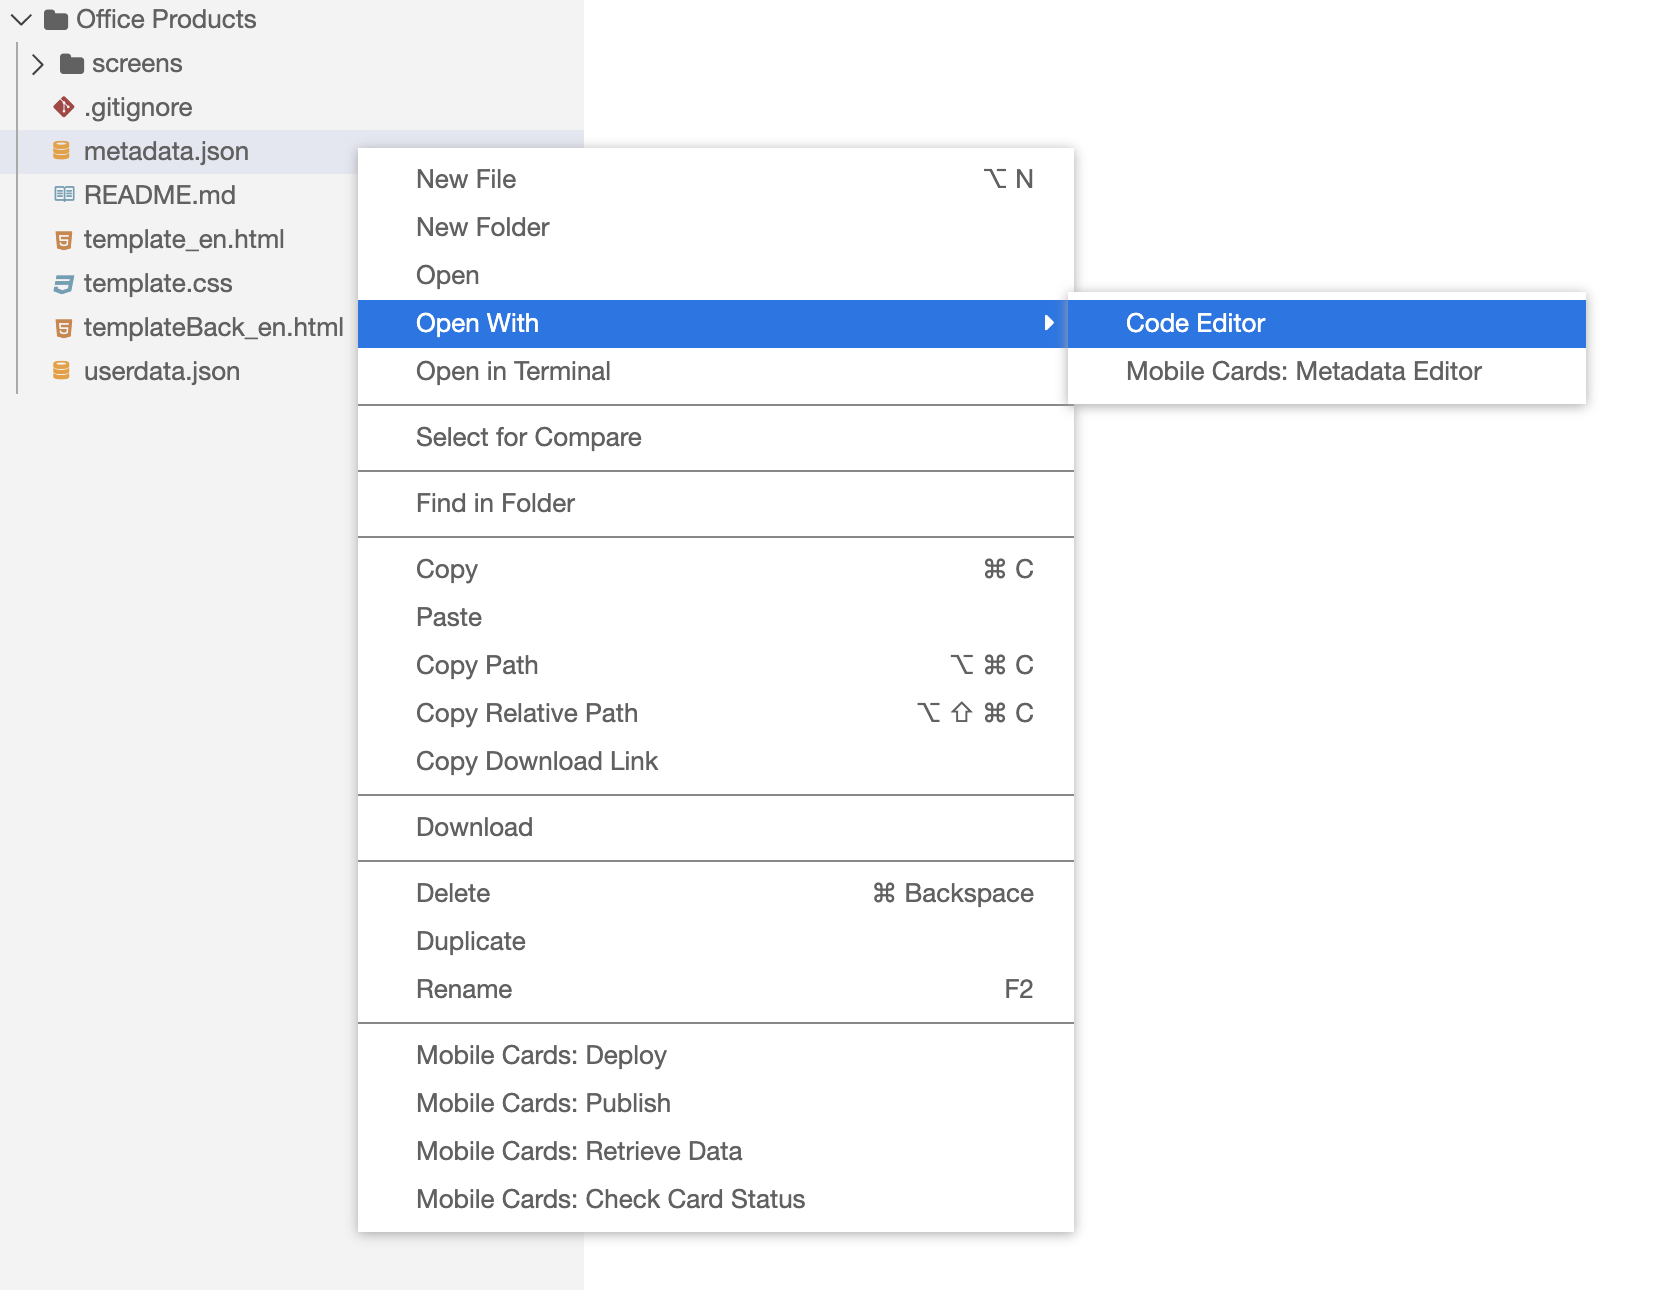 Office Products
screens
.gitignore
metadata.json
README.md
template_en.html
template.css
templateBack_en.html
userdata.json
New File ⌥ N
New Folder
Open
Open With
Code Editor
Mobile Cards: Metadata Editor
Open in Terminal
Select for Compare
Find in Folder
Copy ⌘ C
Paste
Copy Path ⌥ ⌘ C
Copy Relative Path ⌥ ⇧ ⌘ C
Copy Download Link
Download
Delete ⌘ Backspace
Duplicate
Rename F2
Mobile Cards: Deploy
Mobile Cards: Publish
Mobile Cards: Retrieve Data
Mobile Cards: Check Card Status